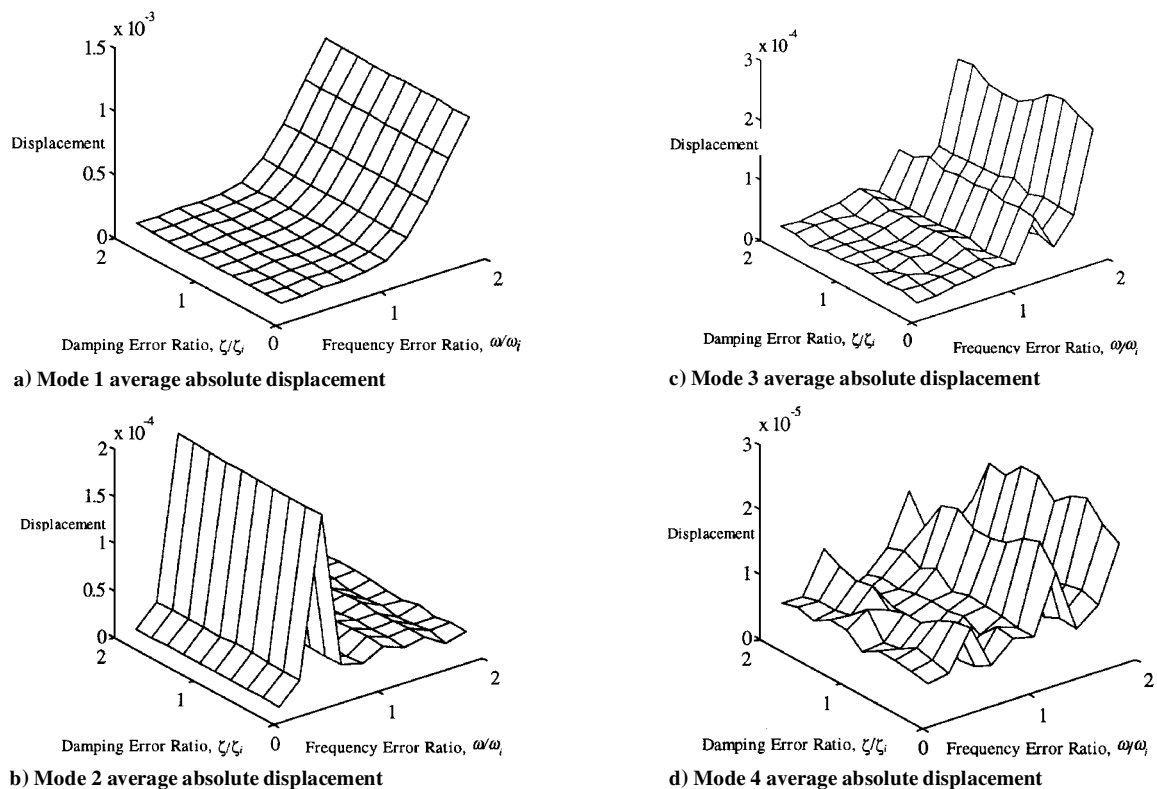 x 10⁻³
1.5
1
Displacement
0.5
0
2
1
0
1
2
Damping Error Ratio, ζ/ζᵢ
Frequency Error Ratio, ω/ωᵢ
a) Mode 1 average absolute displacement
x 10⁻⁴
2
1.5
1
Displacement
0.5
0
2
1
0
1
2
Damping Error Ratio, ζ/ζᵢ
Frequency Error Ratio, ω/ωᵢ
b) Mode 2 average absolute displacement
x 10⁻⁴
3
2
Displacement
1
0
2
1
0
1
2
Damping Error Ratio, ζ/ζᵢ
Frequency Error Ratio, ω/ωᵢ
c) Mode 3 average absolute displacement
x 10⁻⁵
3
2
Displacement
1
0
2
1
0
1
2
Damping Error Ratio, ζ/ζᵢ
Frequency Error Ratio, ω/ωᵢ
d) Mode 4 average absolute displacement